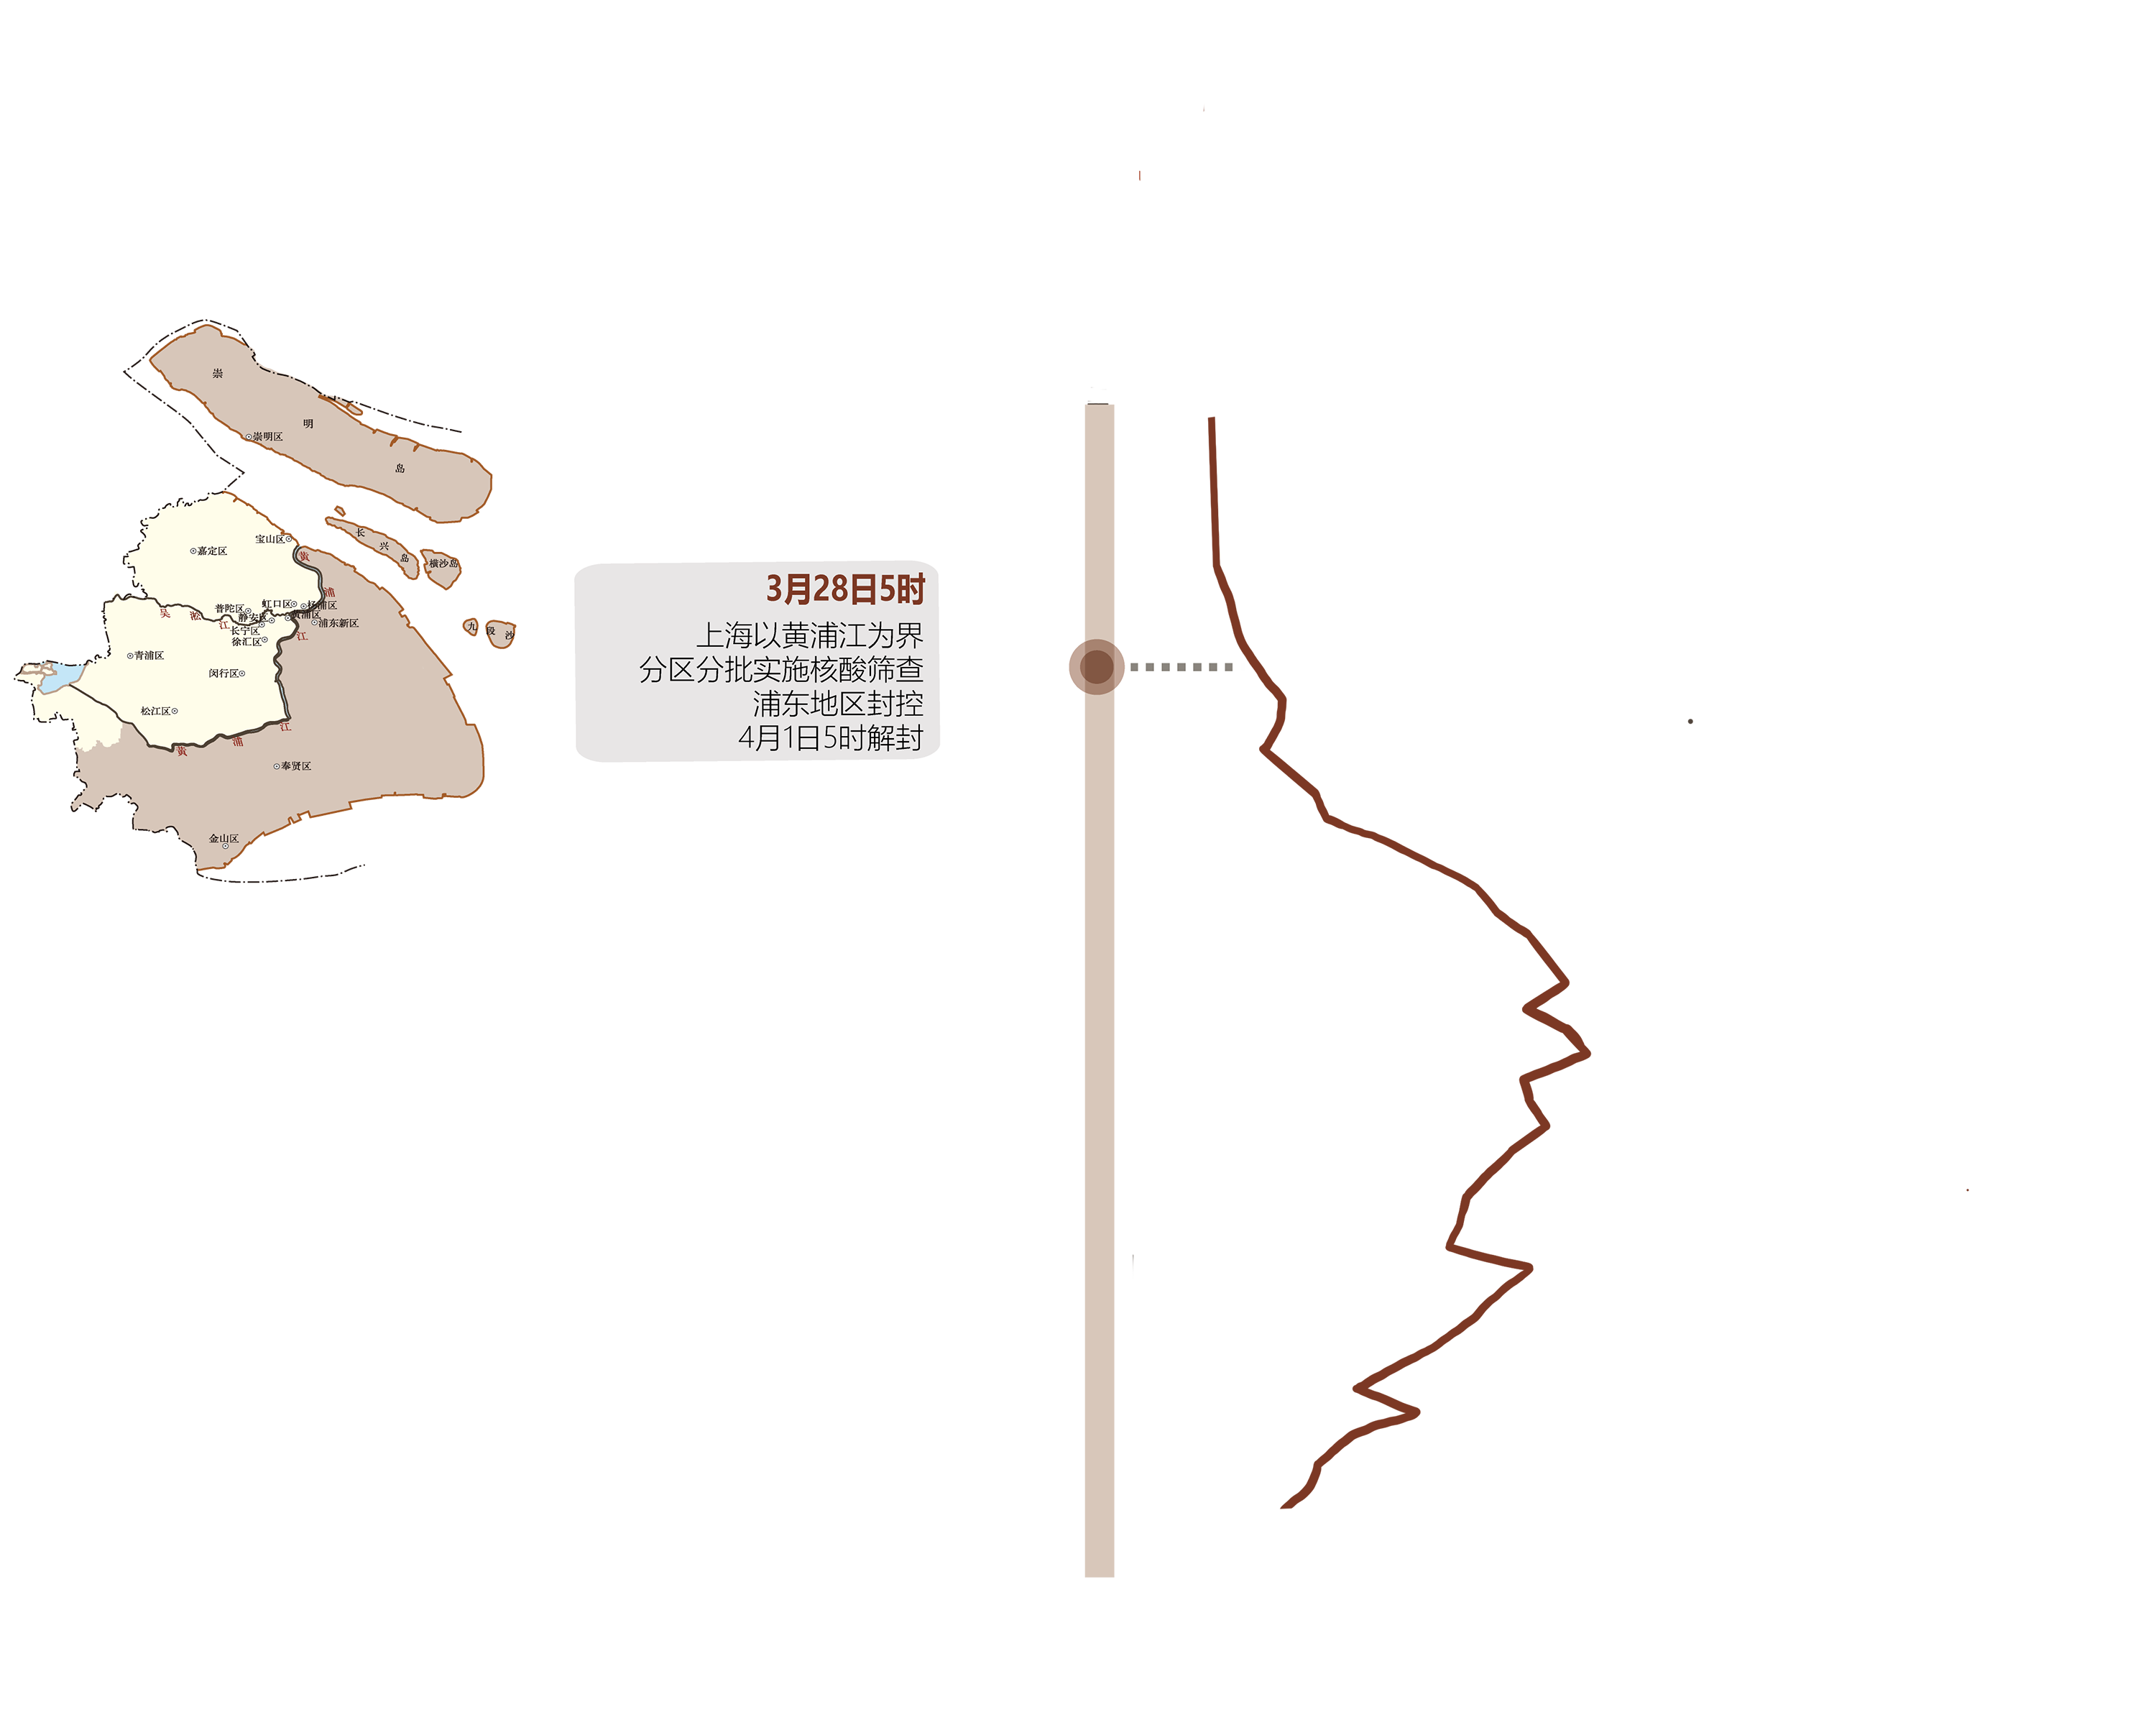 崇
明
岛
崇明区
长
兴
岛
横沙岛
宝山区
嘉定区
黄
浦
江
普陀区
虹口区
杨浦区
静安区
黄浦区
浦东新区
长宁区
徐汇区
吴
淞
江
九
段
沙
青浦区
闵行区
松江区
黄
浦
江
奉贤区
金山区
3月28日5时
上海以黄浦江为界
分区分批实施核酸筛查
浦东地区封控
4月1日5时解封